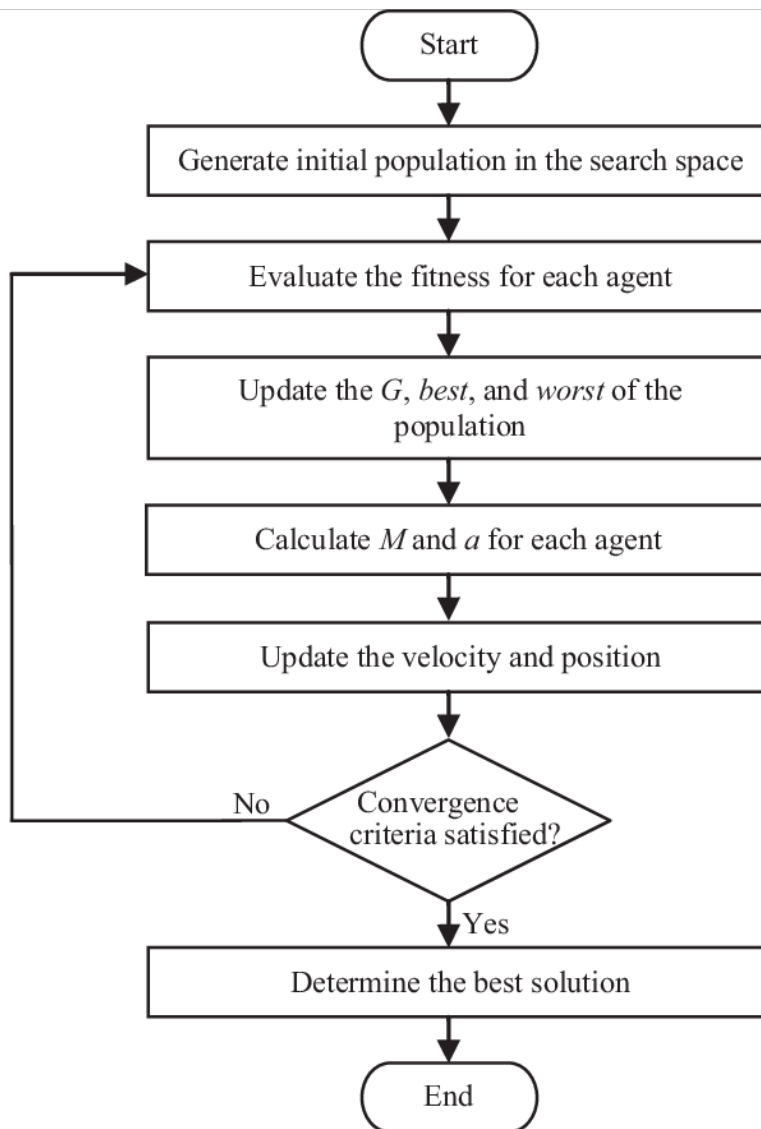 Start
Generate initial population in the search space
Evaluate the fitness for each agent
Update the G, best, and worst of the
population
Calculate M and a for each agent
Update the velocity and position
No
Convergence
criteria satisfied?
Yes
Determine the best solution
End